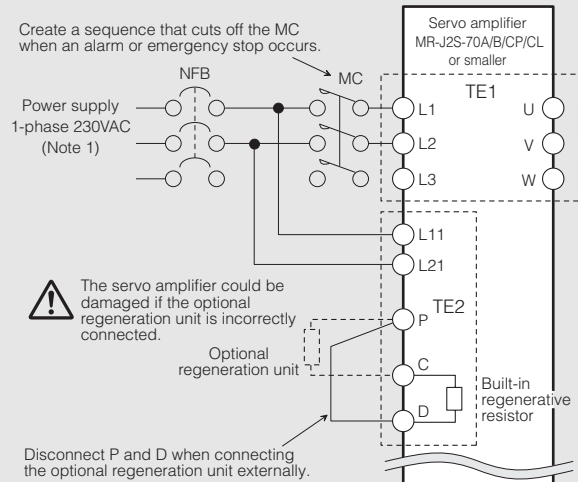 Create a sequence that cuts off the MC
when an alarm or emergency stop occurs.
Servo amplifier
MR-J2S-70A/B/CP/CL
or smaller
NFB
MC
TE1
Power supply
1-phase 230VAC
(Note 1)
L1
U
L2
V
L3
W
L11
L21
The servo amplifier could be
damaged if the optional
regeneration unit is incorrectly
connected.
TE2
P
Optional
regeneration unit
C
D
Built-in
regenerative
resistor
Disconnect P and D when connecting
the optional regeneration unit externally.